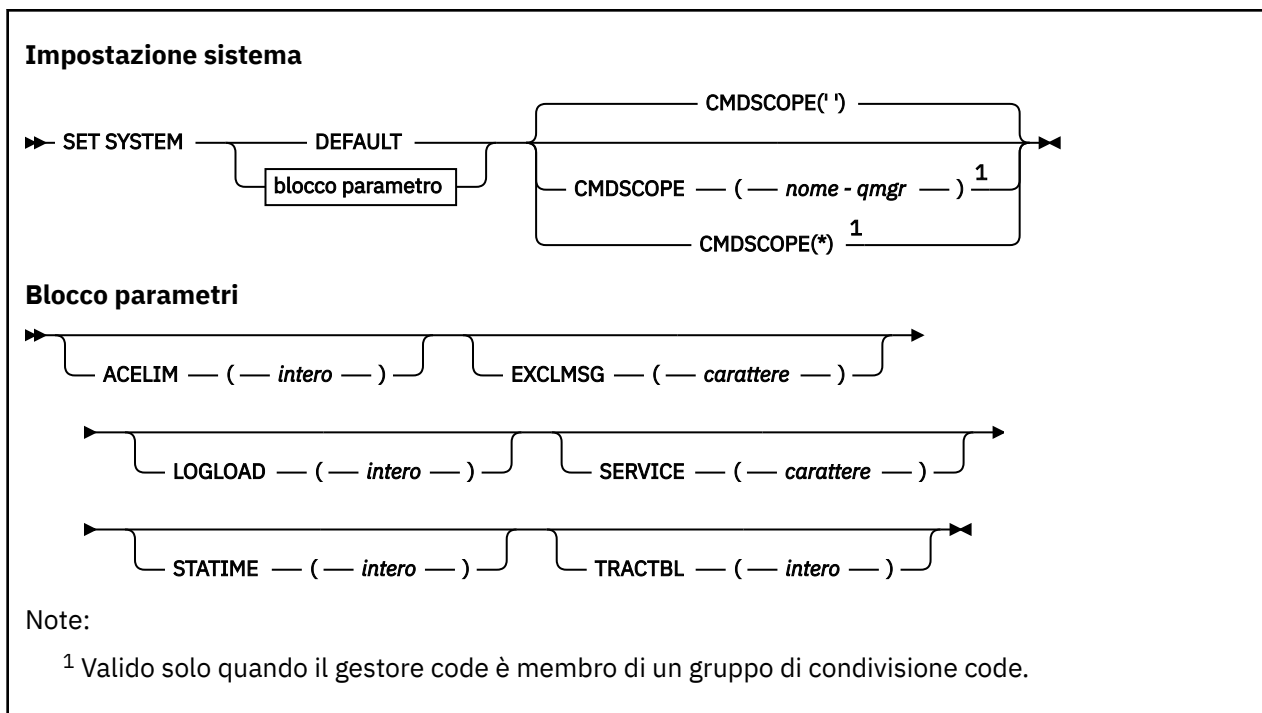 Impostazione sistema
CMDSCOPE(' ')
SET SYSTEM DEFAULT
blocco parametro
CMDSCOPE ( nome - qmgr ) 1
CMDSCOPE(*) 1
Blocco parametri
ACELIM ( intero ) EXCLMSG ( carattere )
LOGLOAD ( intero ) SERVICE ( carattere )
STATIME ( intero ) TRACTBL ( intero )
Note:
1 Valido solo quando il gestore code è membro di un gruppo di condivisione code.